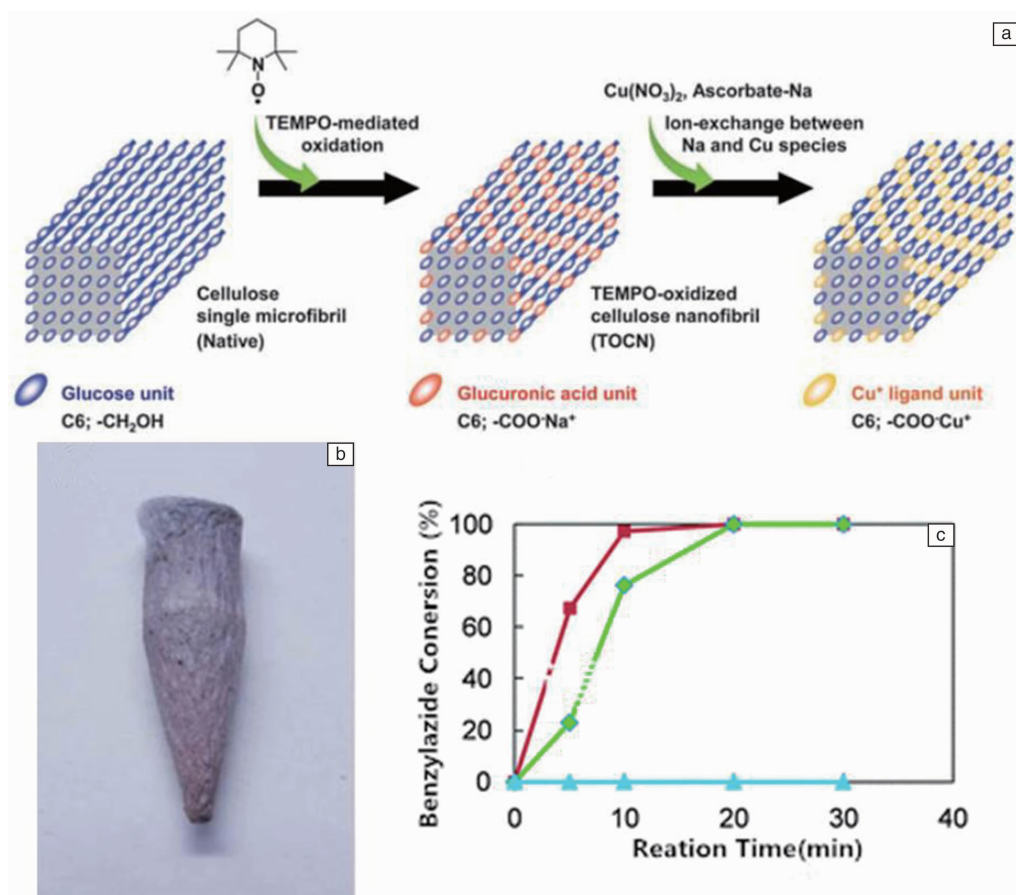 a
N
O
•
TEMPO-mediated
oxidation
Cu(NO₃)₂, Ascorbate-Na
Ion-exchange between
Na and Cu species
Cellulose
single microfibril
(Native)
TEMPO-oxidized
cellulose nanofibril
(TOCN)
Glucose unit
C6; -CH₂OH
Glucuronic acid unit
C6; -COO⁻Na⁺
Cu⁺ ligand unit
C6; -COO⁻Cu⁺
b
c
Benzylazide Conersion (%)
100
80
60
40
20
0
0 10 20 30 40
Reation Time(min)